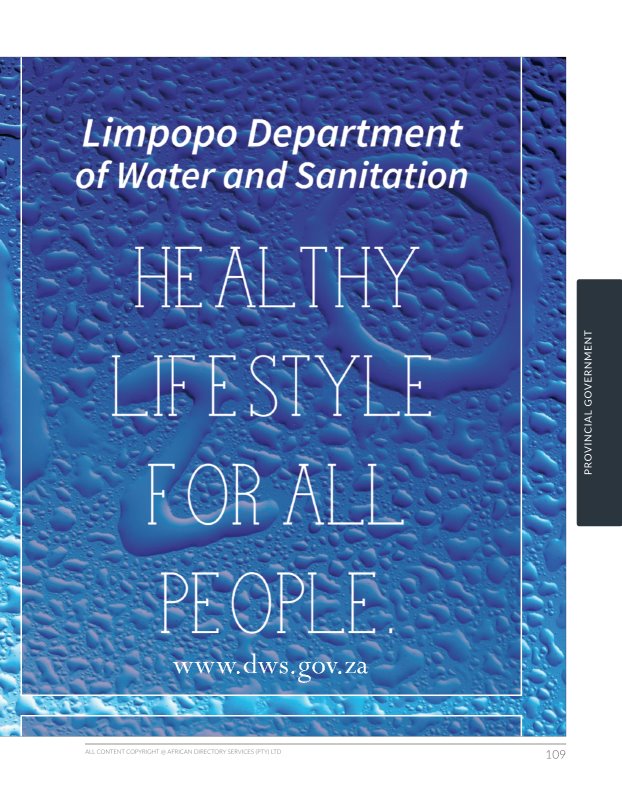 Limpopo Department
of Water and Sanitation
HEALTHY
LIFESTYLE
FOR ALL
PEOPLE.
www.dws.gov.za
PROVINCIAL GOVERNMENT
ALL CONTENT COPYRIGHT @ AFRICAN DIRECTORY SERVICES (PTY) LTD
109